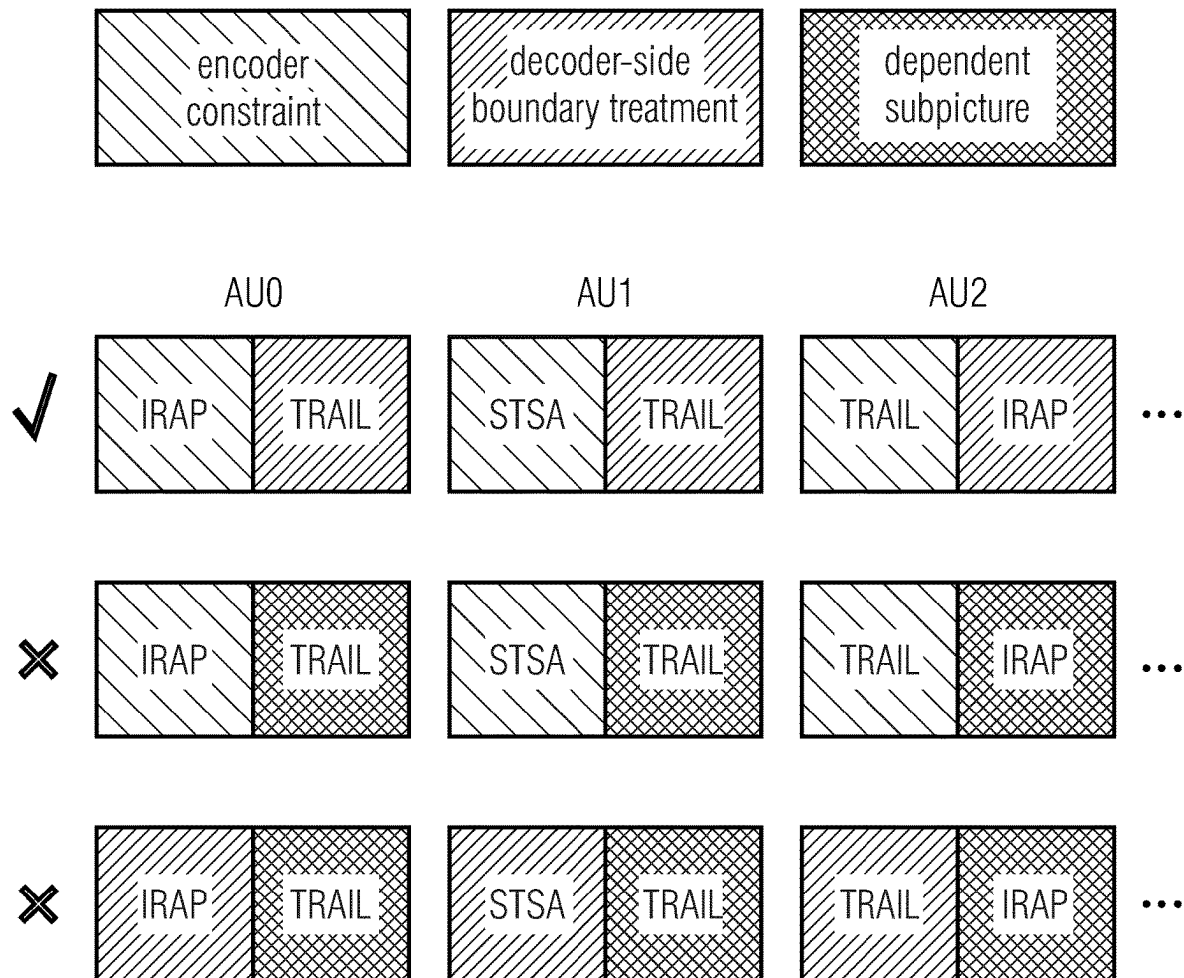 encoder constraint
decoder-side boundary treatment
dependent subpicture
AU0 AU1 AU2
IRAP TRAIL STSA TRAIL TRAIL IRAP ...
IRAP TRAIL STSA TRAIL TRAIL IRAP ...
IRAP TRAIL STSA TRAIL TRAIL IRAP ...